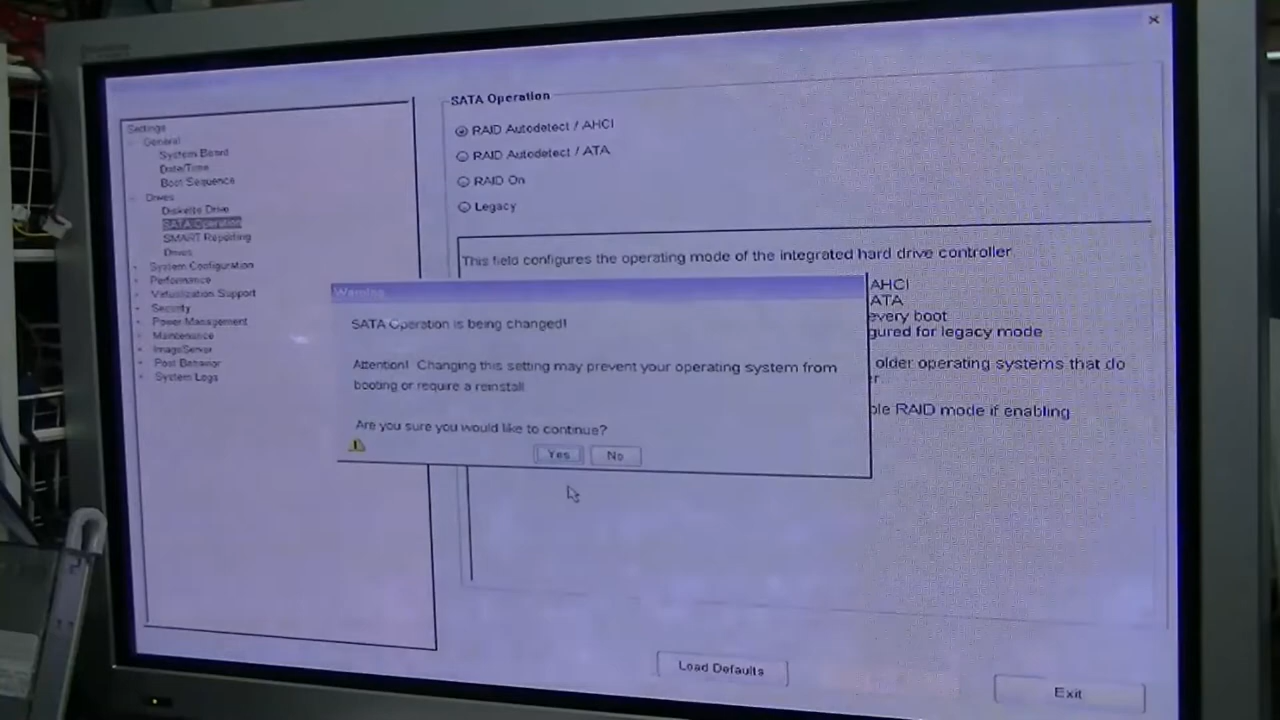 Settings
General
System Board
Date/Time
Boot Sequence
Drives
Diskette Drive
SATA Operation
SMART Reporting
Drives
System Configuration
Performance
Virtualization Support
Security
Power Management
Maintenance
ImageServer
Post Behavior
System Logs
SATA Operation
RAID Autodetect / AHCI
RAID Autodetect / ATA
RAID On
Legacy
This field configures the operating mode of the integrated hard drive controller
AHCI
ATA
every boot
gured for legacy mode
older operating systems that do
ble RAID mode if enabling
Warning
SATA Operation is being changed!
Attention! Changing this setting may prevent your operating system from
booting or require a reinstall
Are you sure you would like to continue?
Yes
No
Load Defaults
Exit